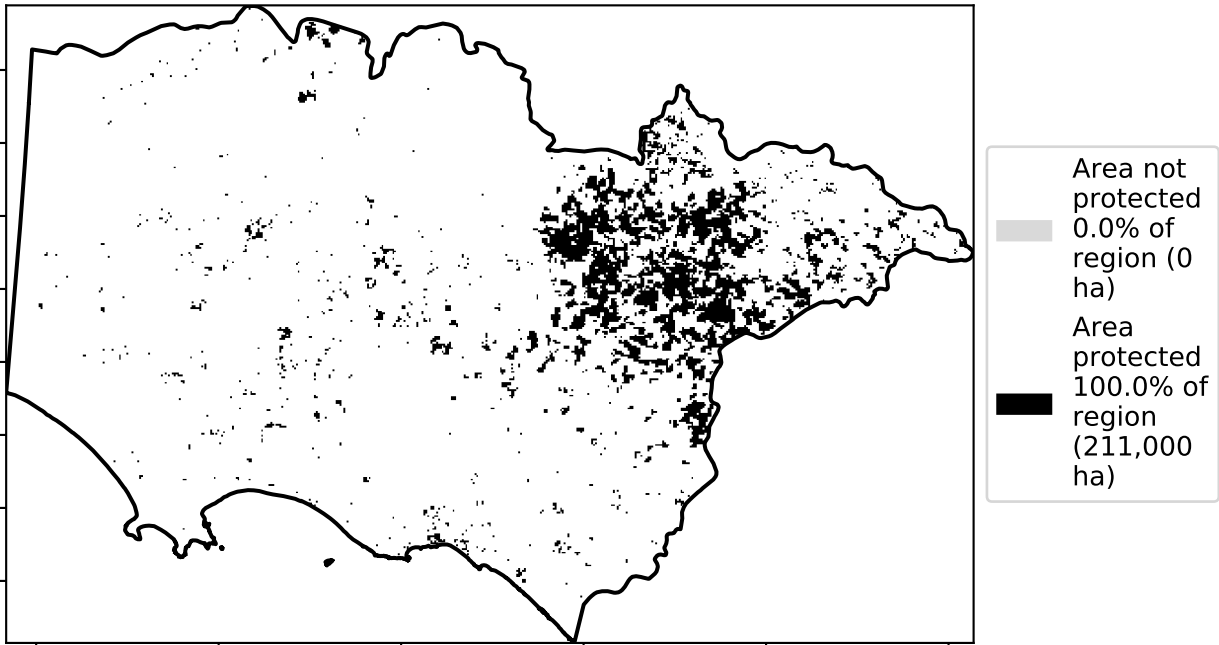 Area not
protected
0.0% of
region (0
ha)
Area
protected
100.0% of
region
(211,000
ha)